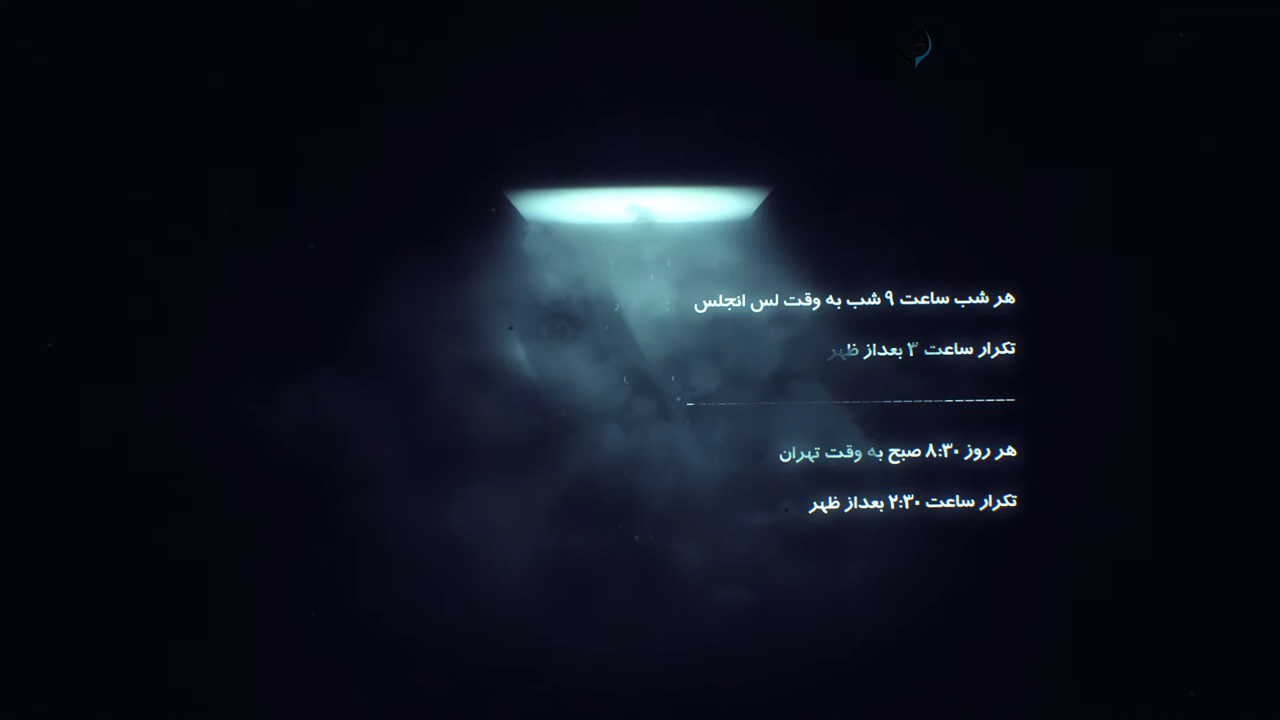 هر شب ساعت ۹ شب به وقت لس انجلس
تکرار ساعت ۳ بعداز ظهر
هر روز ۸:۳۰ صبح به وقت تهران
تکرار ساعت ۲:۳۰ بعداز ظهر